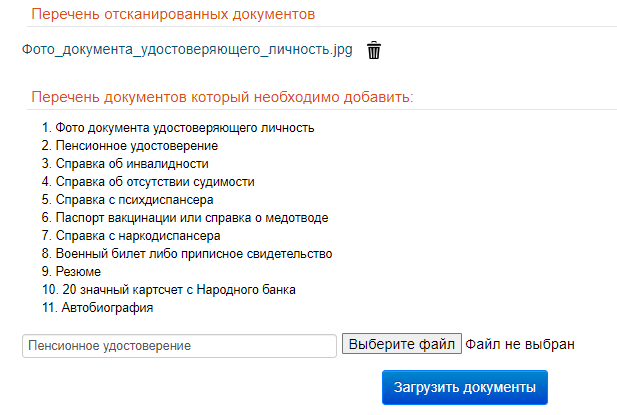 Перечень отсканированных документов
Фото_документа_удостоверяющего_личность.jpg
Перечень документов который необходимо добавить:
1. Фото документа удостоверяющего личность
2. Пенсионное удостоверение
3. Справка об инвалидности
4. Справка об отсутствии судимости
5. Справка с психдиспансера
6. Паспорт вакцинации или справка о медотводе
7. Справка с наркодиспансера
8. Военный билет либо приписное свидетельство
9. Резюме
10. 20 значный картсчет с Народного банка
11. Автобиография
Пенсионное удостоверение Выберите файл Файл не выбран
Загрузить документы